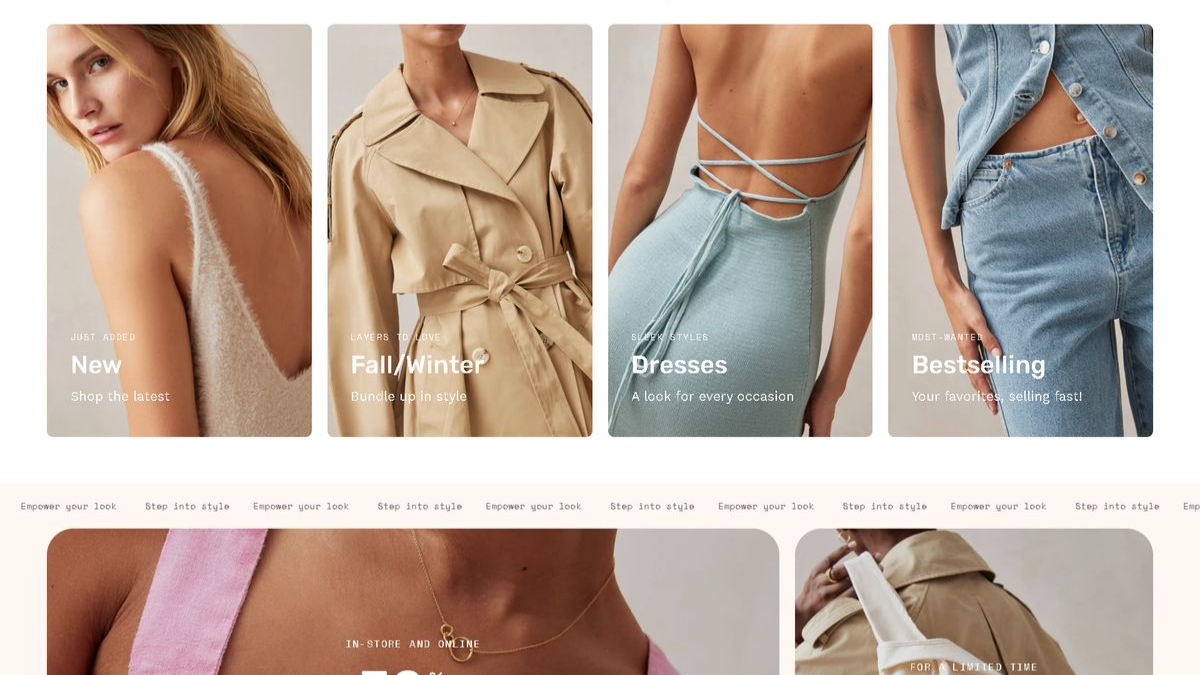 JUST ADDED
New
Shop the latest
LAYERS TO LOVE
Fall/Winter
Bundle up in style
SLEEK STYLES
Dresses
A look for every occasion
MOST-WANTED
Bestselling
Your favorites, selling fast!
Empower your look Step into style Empower your look Step into style Empower your look Step into style Empower your look Step into style Empower your look Step into style
IN-STORE AND ONLINE
FOR A LIMITED TIME